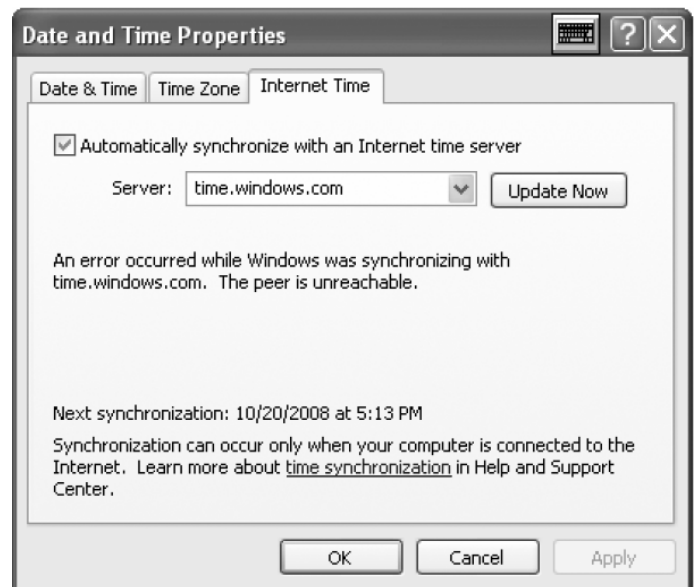 Date and Time Properties
Date & Time Time Zone Internet Time
Automatically synchronize with an Internet time server
Server: time.windows.com Update Now
An error occurred while Windows was synchronizing with
time.windows.com. The peer is unreachable.
Next synchronization: 10/20/2008 at 5:13 PM
Synchronization can occur only when your computer is connected to the
Internet. Learn more about time synchronization in Help and Support
Center.
OK Cancel Apply